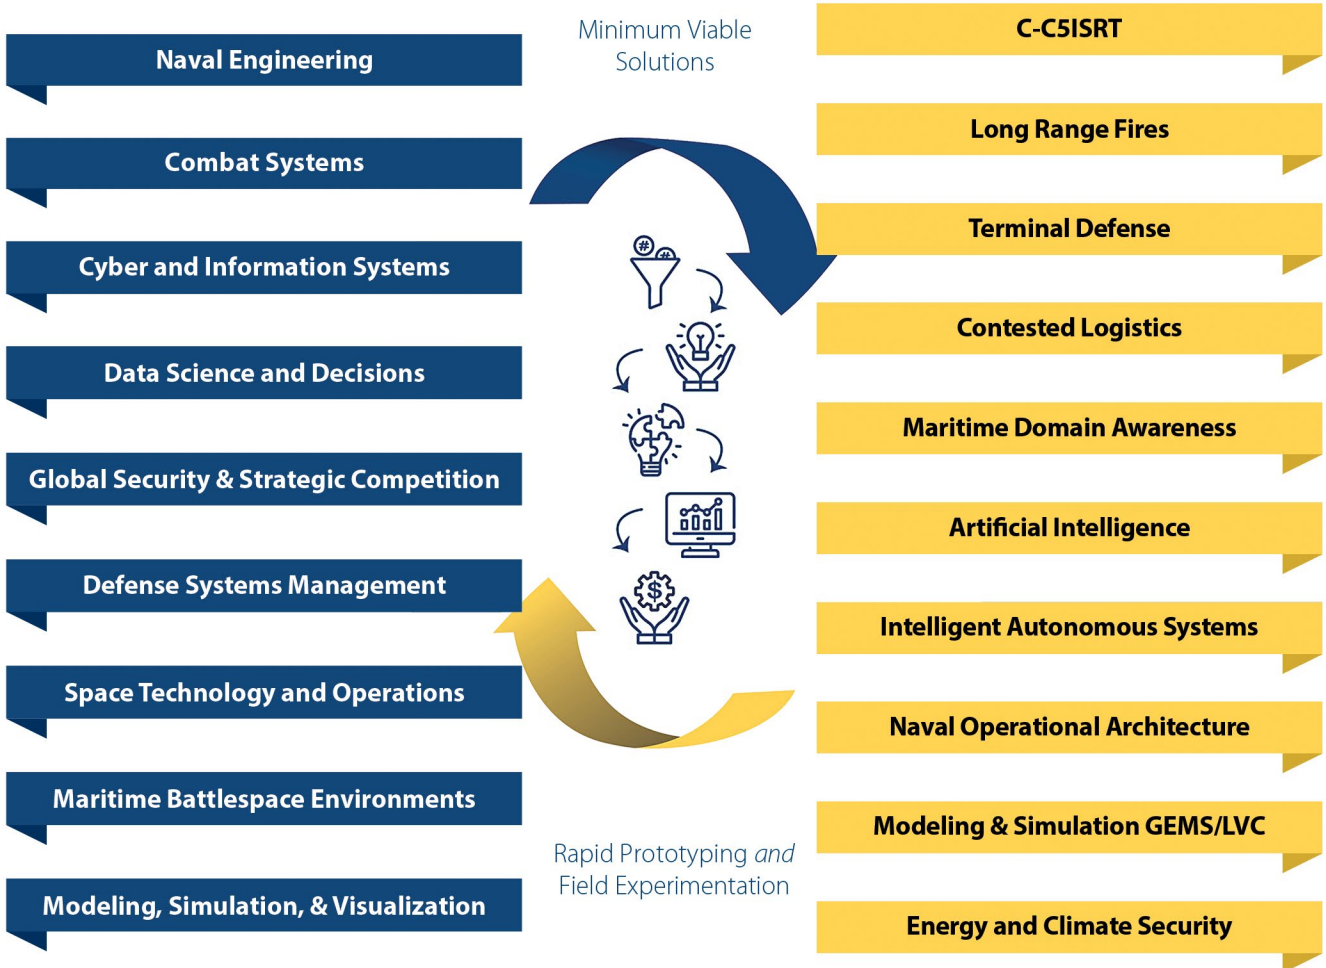 Naval Engineering
Combat Systems
Cyber and Information Systems
Data Science and Decisions
Global Security & Strategic Competition
Defense Systems Management
Space Technology and Operations
Maritime Battlespace Environments
Modeling, Simulation, & Visualization
Minimum Viable
Solutions
#
#
$
Rapid Prototyping and
Field Experimentation
C-C5ISRT
Long Range Fires
Terminal Defense
Contested Logistics
Maritime Domain Awareness
Artificial Intelligence
Intelligent Autonomous Systems
Naval Operational Architecture
Modeling & Simulation GEMS/LVC
Energy and Climate Security